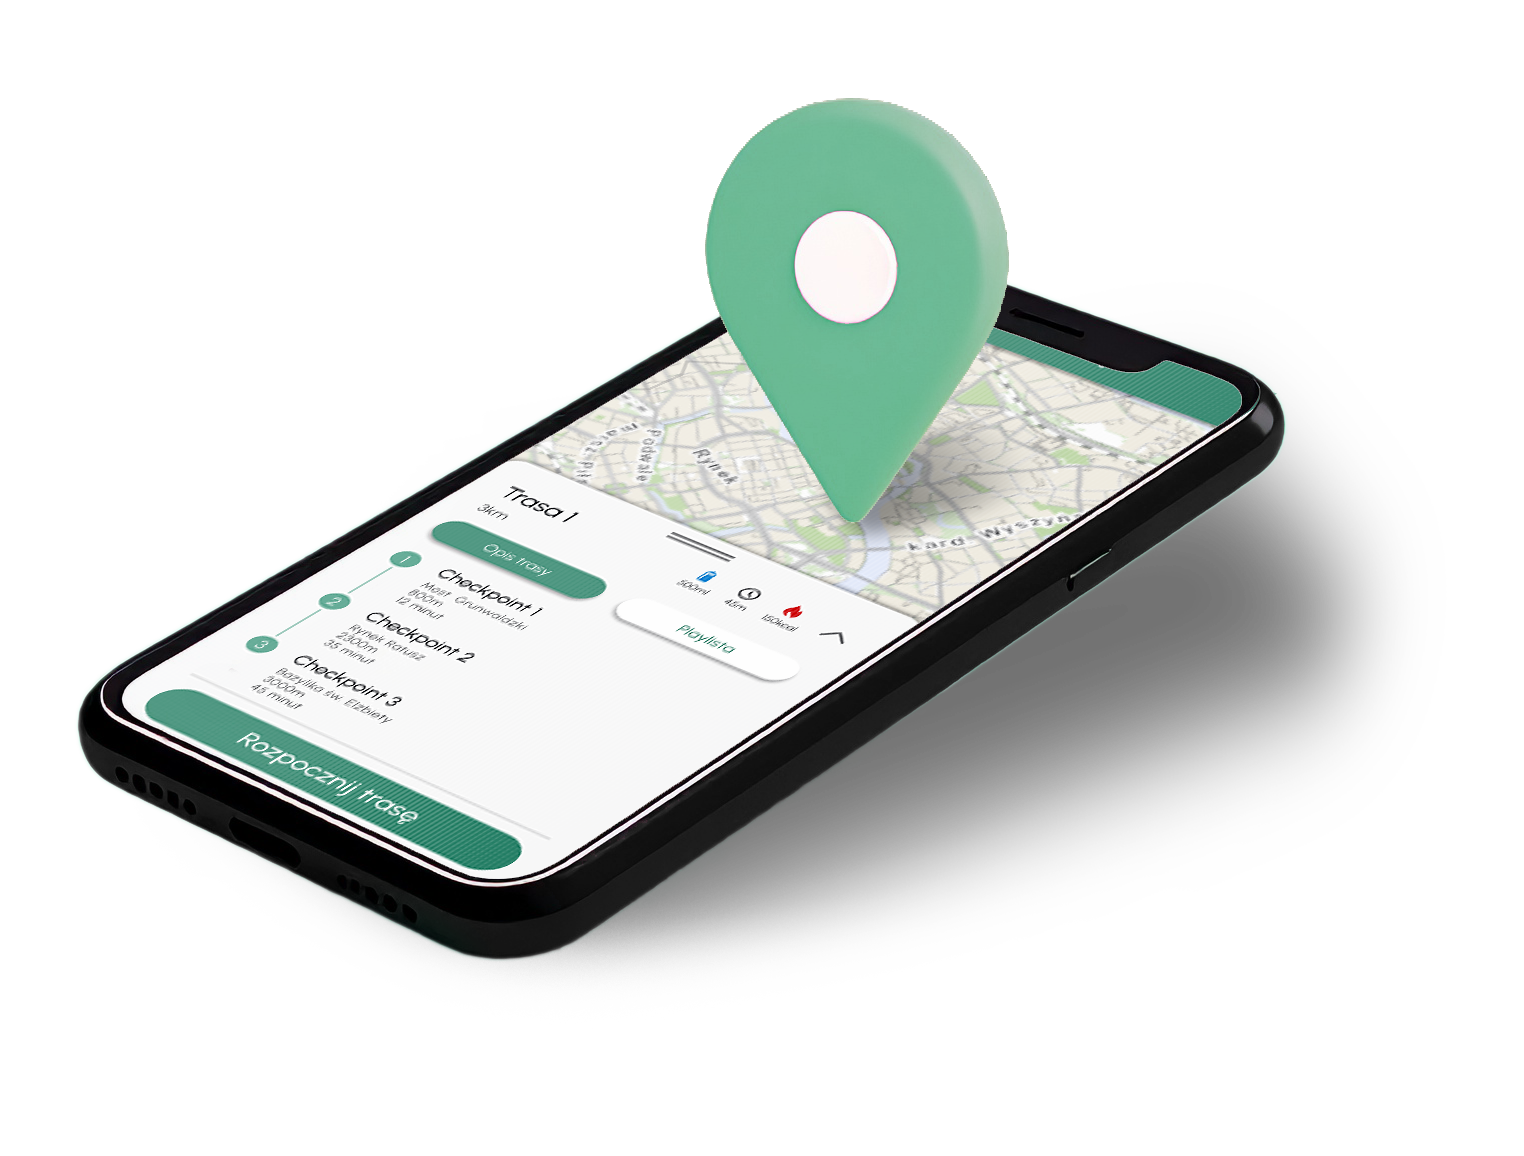 Podwale
Rynek
kard. Wyszyńs
Trasa 1
3km
500ml
45m
150kcal
Opis trasy
Playlista
1
Checkpoint 1
Most Grunwaldzki
800m
12 minut
2
Checkpoint 2
Rynek Ratusz
2300m
35 minut
3
Checkpoint 3
Bazylika św. Elżbiety
3000m
45 minut
Rozpocznij trasę